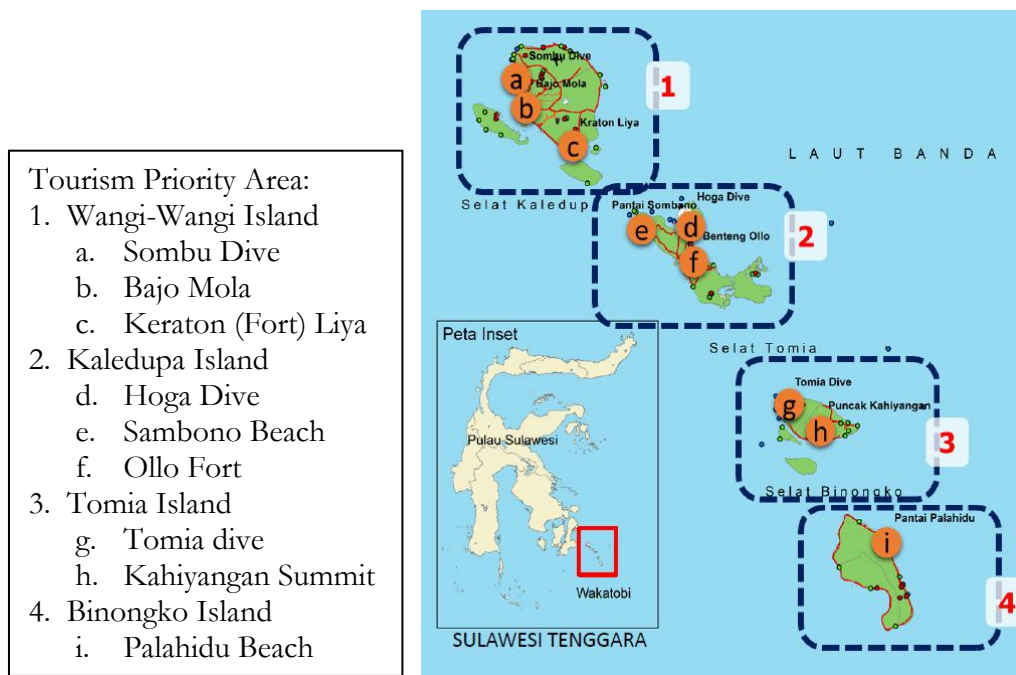 Tourism Priority Area:
1. Wangi-Wangi Island
a. Sombu Dive
b. Bajo Mola
c. Keraton (Fort) Liya
2. Kaledupa Island
d. Hoga Dive
e. Sambono Beach
f. Ollo Fort
3. Tomia Island
g. Tomia dive
h. Kahiyangan Summit
4. Binongko Island
i. Palahidu Beach
Sombu Dive
a
Bajo Mola
b
Kraton Liya
c
1
LAUT BANDA
Selat Kaledup
Hoga Dive
Pantai Sombano
e
d
Benteng Ollo
f
2
Selat Tomia
Tomia Dive
g
Puncak Kahiyangan
h
3
Selat Binongko
Pantai Palahidu
i
4
Peta Inset
Pulau Sulawesi
Wakatobi
SULAWESI TENGGARA